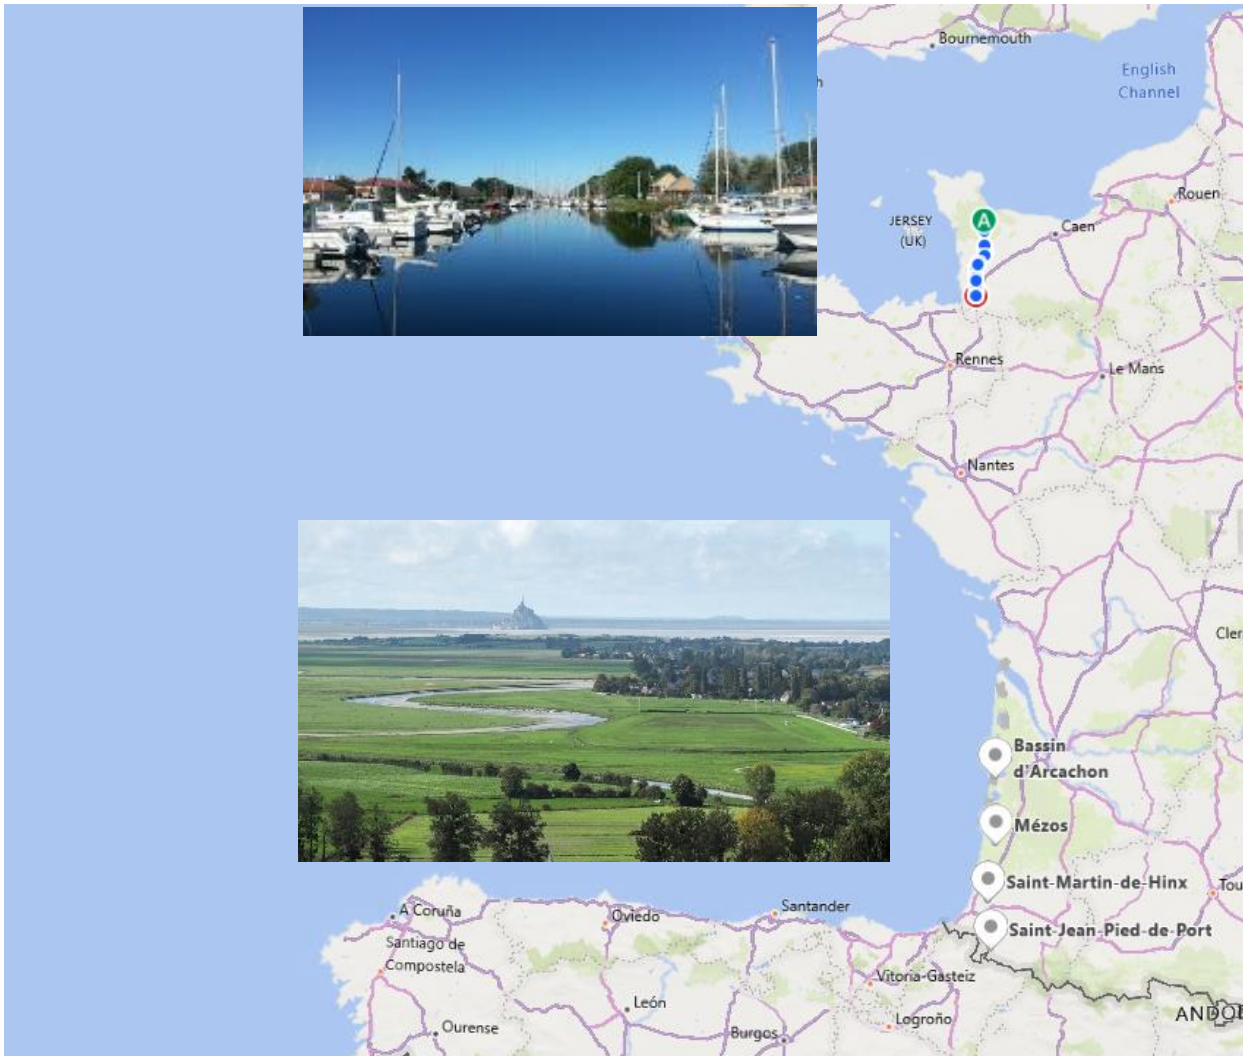 Bournemouth
English
Channel
h
Rouen
JERSEY
(UK)
A
Caen
Rennes
Le Mans
Nantes
Cler
Bassin
d'Arcachon
Mézos
Saint-Martin-de-Hinx
Tou
Saint-Jean-Pied-de-Port
A Coruña
Oviedo
Santander
Santiago de
Compostela
Vitoria-Gasteiz
León
Logroño
Ourense
Burgos
ANDO